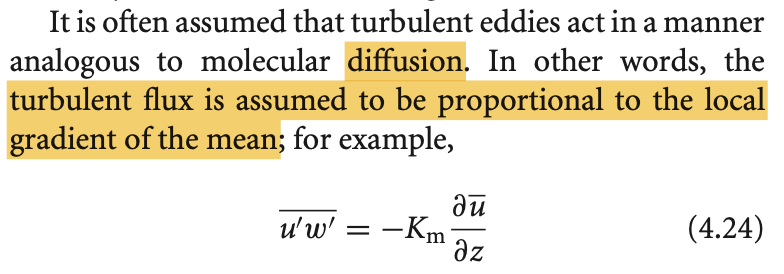 It is often assumed that turbulent eddies act in a manner
analogous to molecular diffusion. In other words, the
turbulent flux is assumed to be proportional to the local
gradient of the mean; for example,
$\overline{u'w'} = -K_{\mathrm{m}} \frac{\partial \overline{u}}{\partial z}$ (4.24)